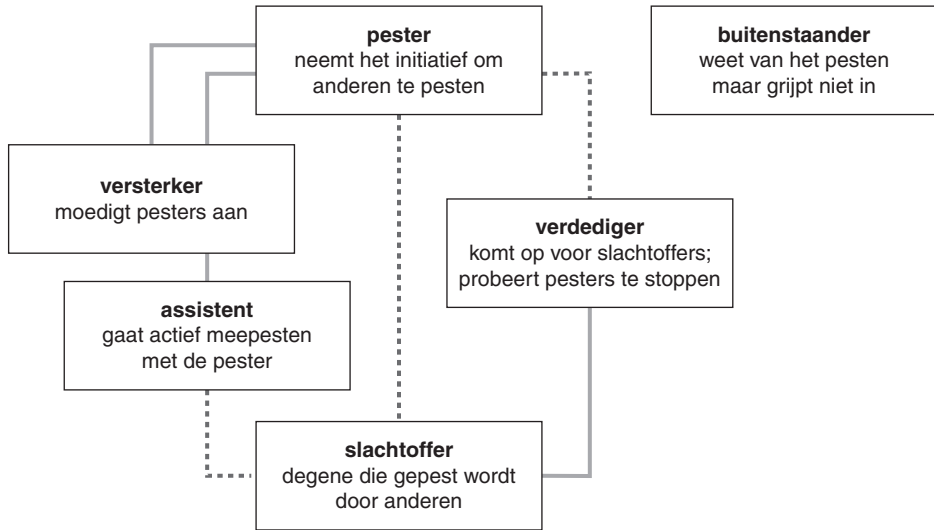 pester
neemt het initiatief om
anderen te pesten
buitenstaander
weet van het pesten
maar grijpt niet in
versterker
moedigt pesters aan
verdediger
komt op voor slachtoffers;
probeert pesters te stoppen
assistent
gaat actief meepesten
met de pester
slachtoffer
degene die gepest wordt
door anderen